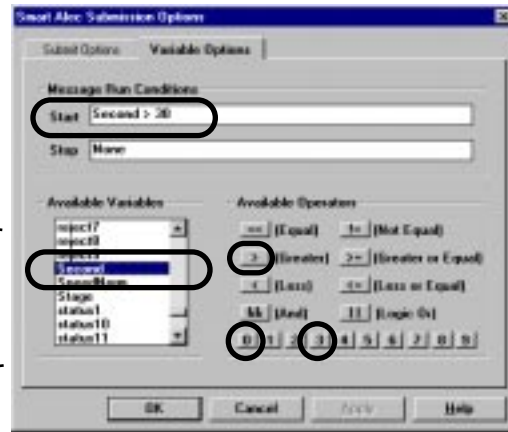 Smart Alec Submission Options
Submit Options Variable Options
Message Run Conditions
Start Second > 30
Stop None
Available Variables
reject7
reject8
reject9
Second
SpeedNom
Stage
status1
status10
status11
Available Operators
== (Equal) != (Not Equal)
> (Greater) >= (Greater or Equal)
< (Less) <= (Less or Equal)
&& (And) || (Logic Or)
0 1 2 3 4 5 6 7 8 9
OK Cancel Apply Help